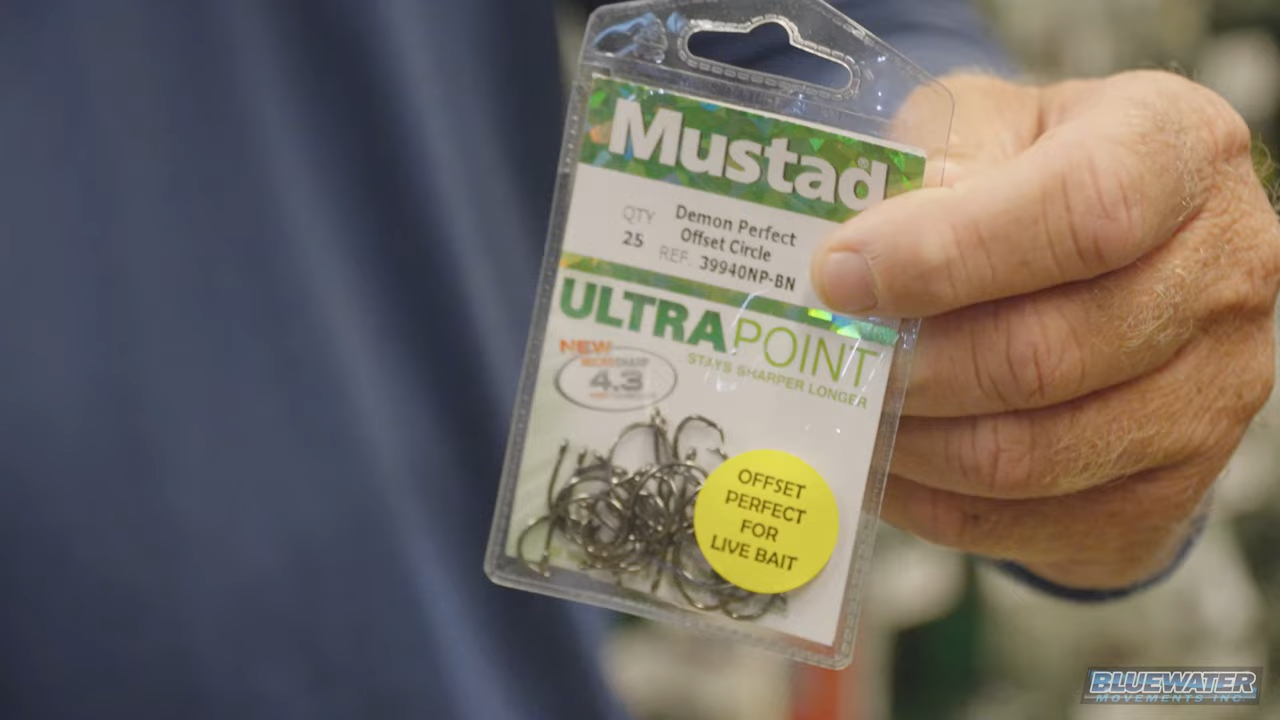 Mustad®
QTY
25
Demon Perfect
Offset Circle
REF. 39940NP-BN
ULTRAPOINT
STAYS SHARPER LONGER
NEW
4.3
OFFSET
PERFECT
FOR
LIVE BAIT
BLUEWATER
MOVEMENTS INC